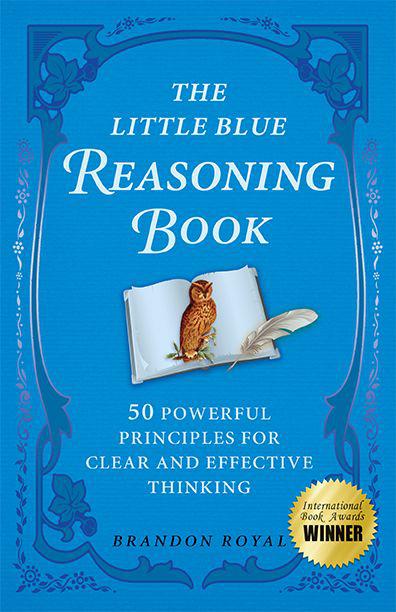 THE
LITTLE BLUE
REASONING
BOOK
50 POWERFUL
PRINCIPLES FOR
CLEAR AND EFFECTIVE
THINKING
International
Book Awards
WINNER
BRANDON ROYAL